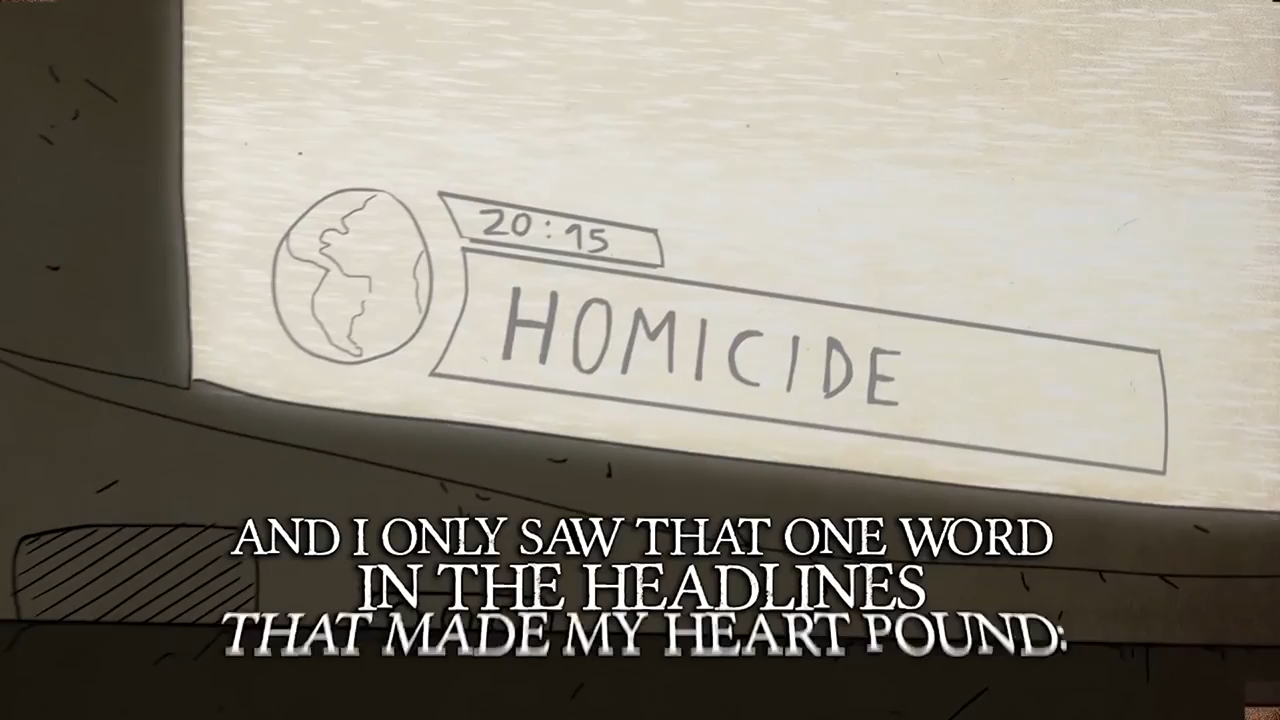 20:15
HOMICIDE
AND I ONLY SAW THAT ONE WORD
IN THE HEADLINES
THAT MADE MY HEART POUND: